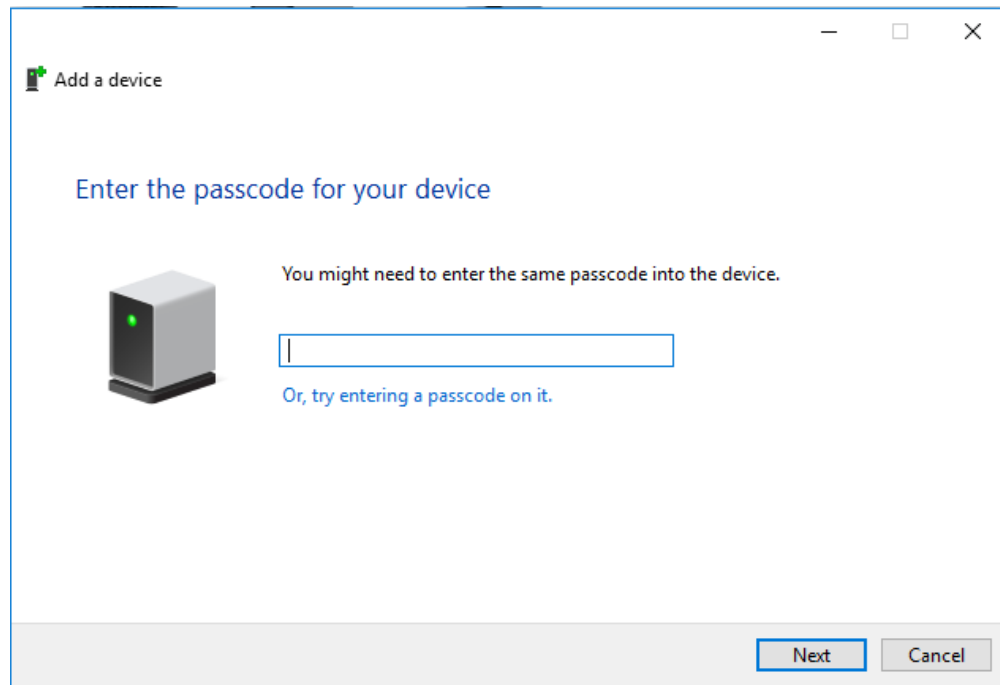 Add a device
Enter the passcode for your device
You might need to enter the same passcode into the device.
Or, try entering a passcode on it.
Next Cancel